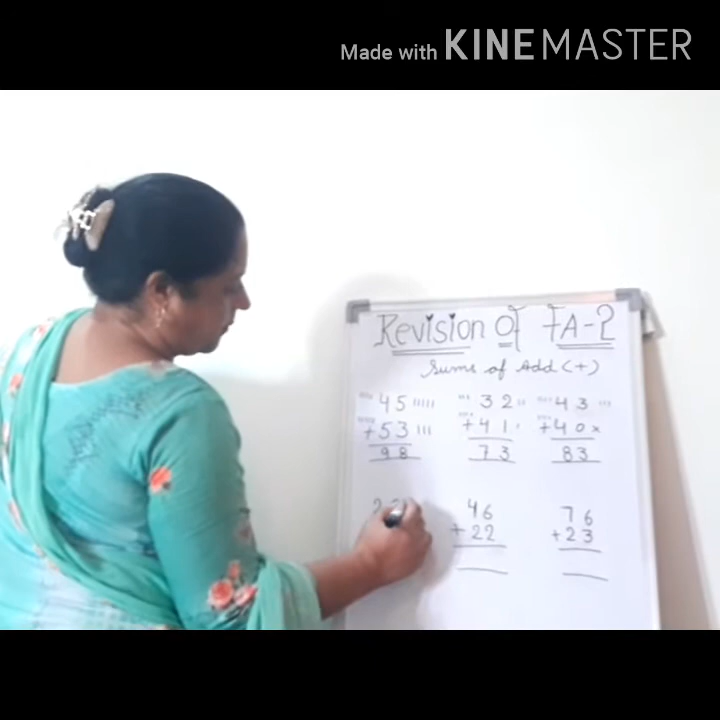 Made with KINEMASTER
Revision of FA-2
Sums of Add (+)
45 32 43
+53 +41 +40 ×
98 73 83
46 76
+22 +23